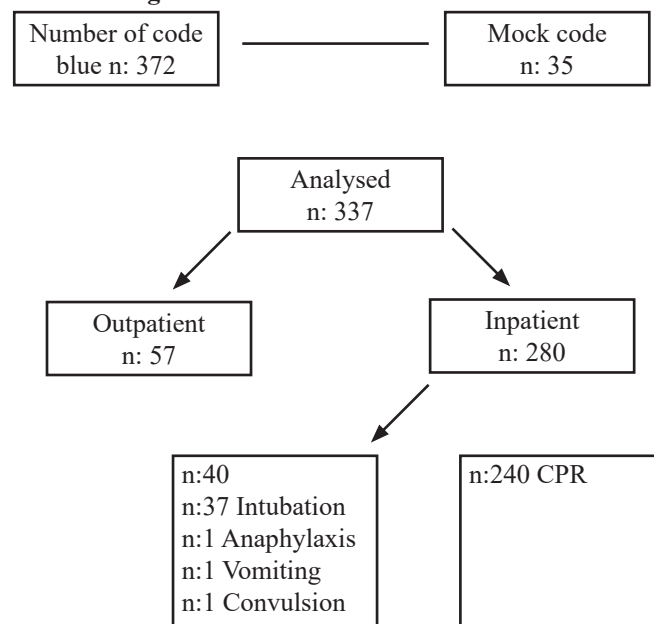 Number of code
blue n: 372
Mock code
n: 35
Analysed
n: 337
Outpatient
n: 57
Inpatient
n: 280
n:40
n:37 Intubation
n:1 Anaphylaxis
n:1 Vomiting
n:1 Convulsion
n:240 CPR